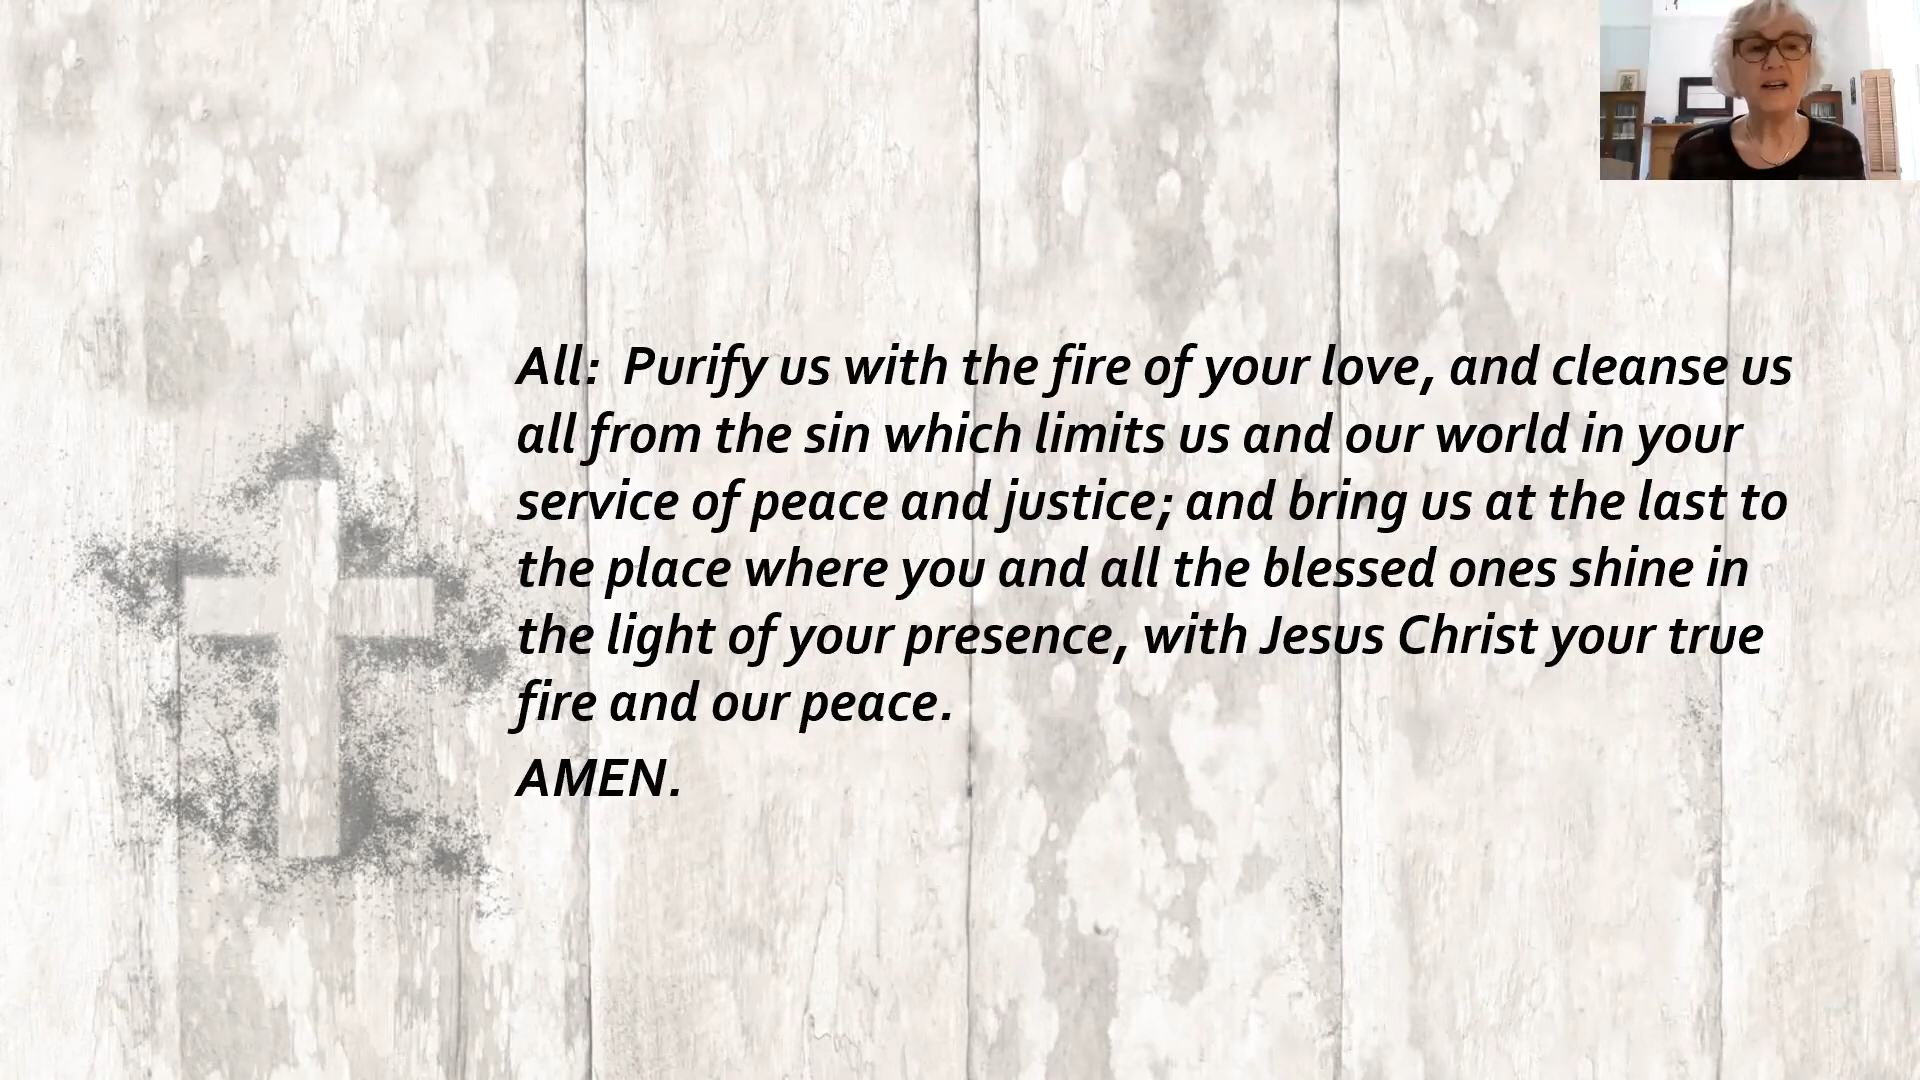 All:  Purify us with the fire of your love, and cleanse us
all from the sin which limits us and our world in your
service of peace and justice; and bring us at the last to
the place where you and all the blessed ones shine in
the light of your presence, with Jesus Christ your true
fire and our peace.
AMEN.